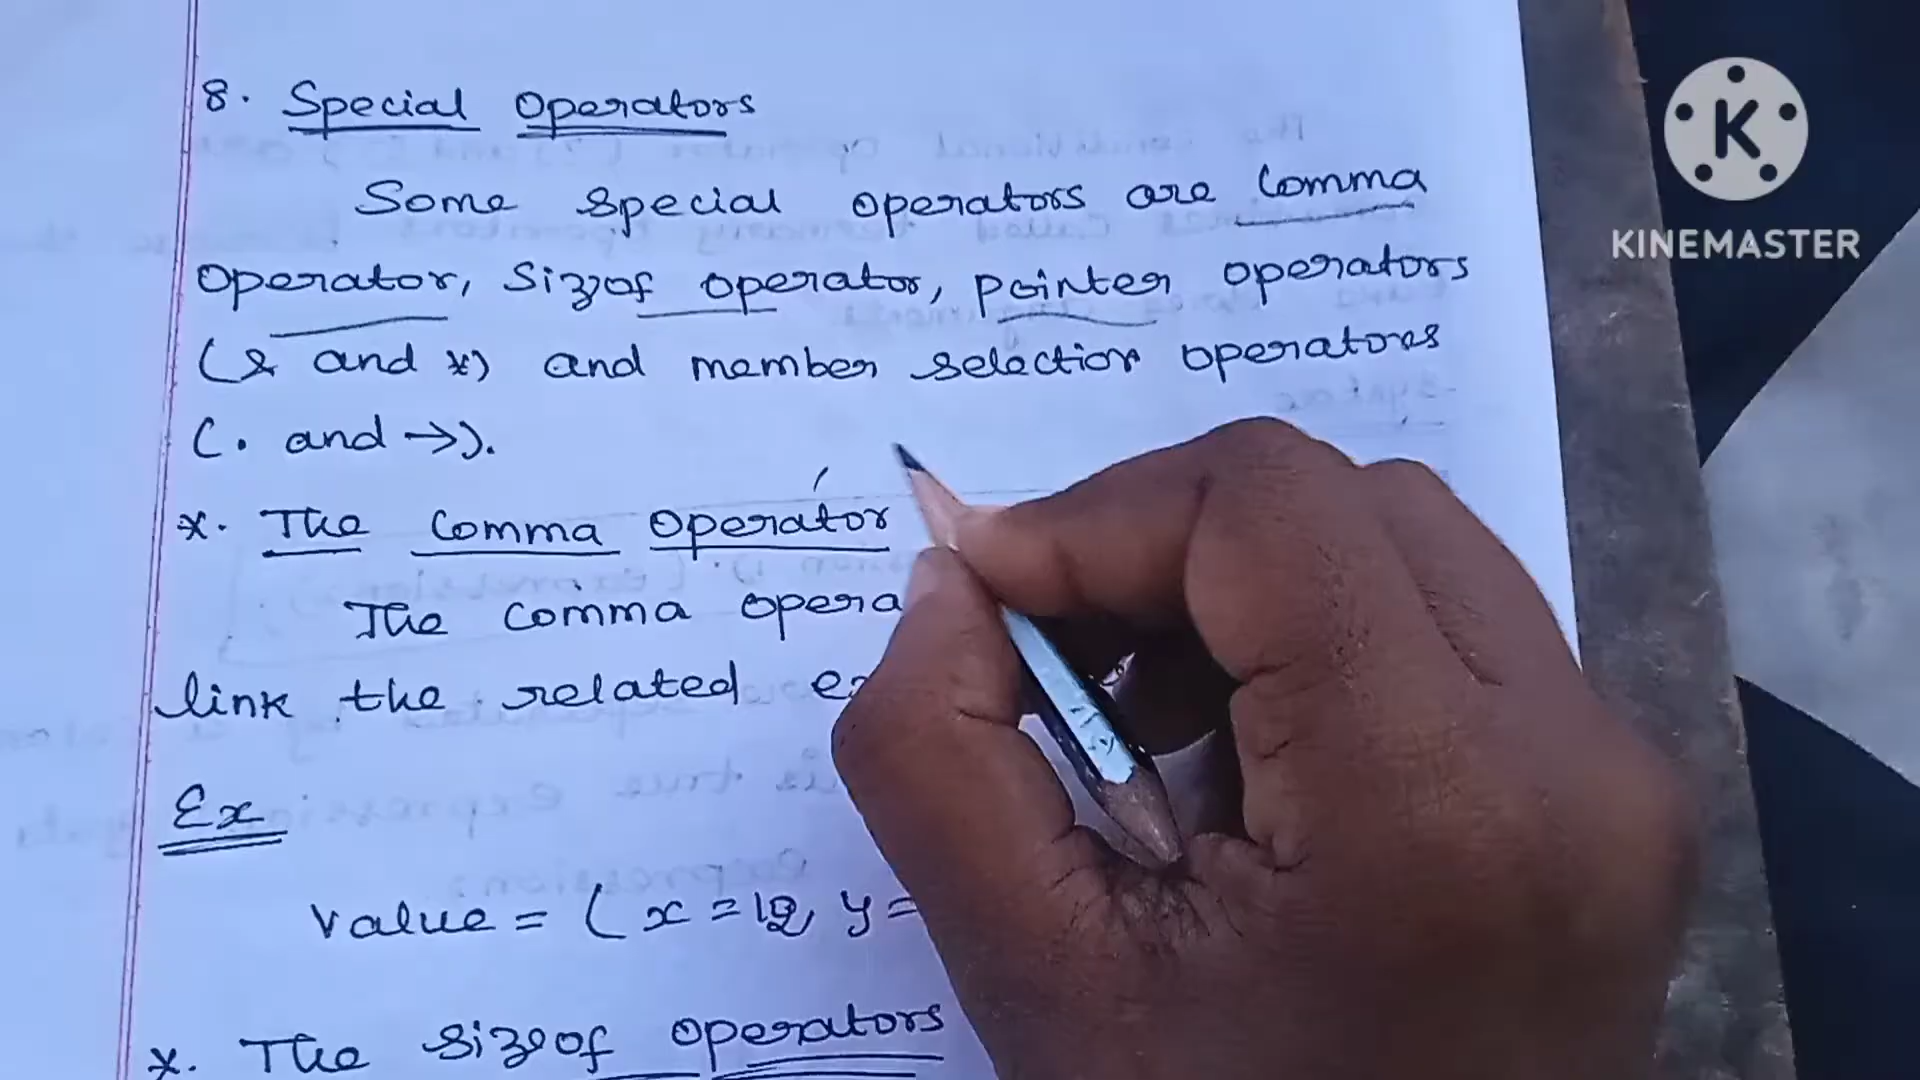 8. Special Operators
Some special operators are Comma
operator, sizeof operator, pointer operators
(& and *) and member selection operators
(. and →).
*. The Comma Operator
The comma opera
link the related
Ex
Value = ( x = 12, y =
*. The sizeof operators
K
KINEMASTER